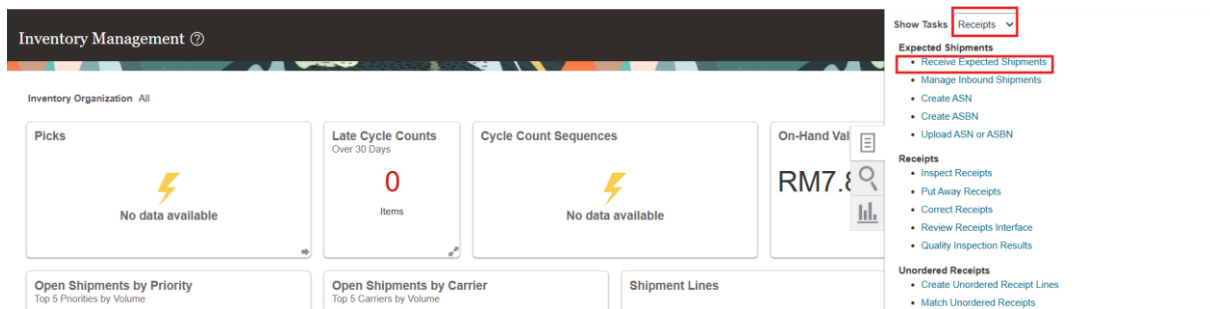 Inventory Management ?
Inventory Organization All
Picks
No data available
Late Cycle Counts
Over 30 Days
0
Items
Cycle Count Sequences
No data available
On-Hand Val
RM7.8
Open Shipments by Priority
Top 5 Priorities by Volume
Open Shipments by Carrier
Top 5 Carriers by Volume
Shipment Lines
Show Tasks Receipts
Expected Shipments
• Receive Expected Shipments
• Manage Inbound Shipments
• Create ASN
• Create ASBN
• Upload ASN or ASBN
Receipts
• Inspect Receipts
• Put Away Receipts
• Correct Receipts
• Review Receipts Interface
• Quality Inspection Results
Unordered Receipts
• Create Unordered Receipt Lines
• Match Unordered Receipts